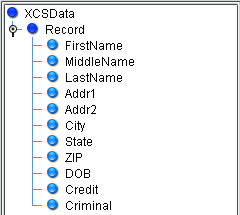 XCSData
Record
FirstName
MiddleName
LastName
Addr1
Addr2
City
State
ZIP
DOB
Credit
Criminal